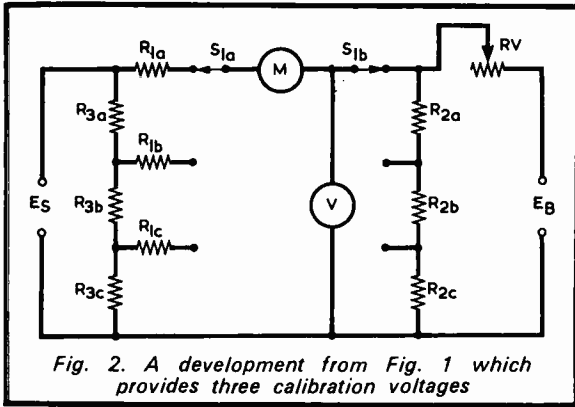 R1a S1a M S1b RV
R3a R2a
R1b
ES R3b V R2b EB
R1c
R3c R2c
Fig. 2. A development from Fig. 1 which
provides three calibration voltages